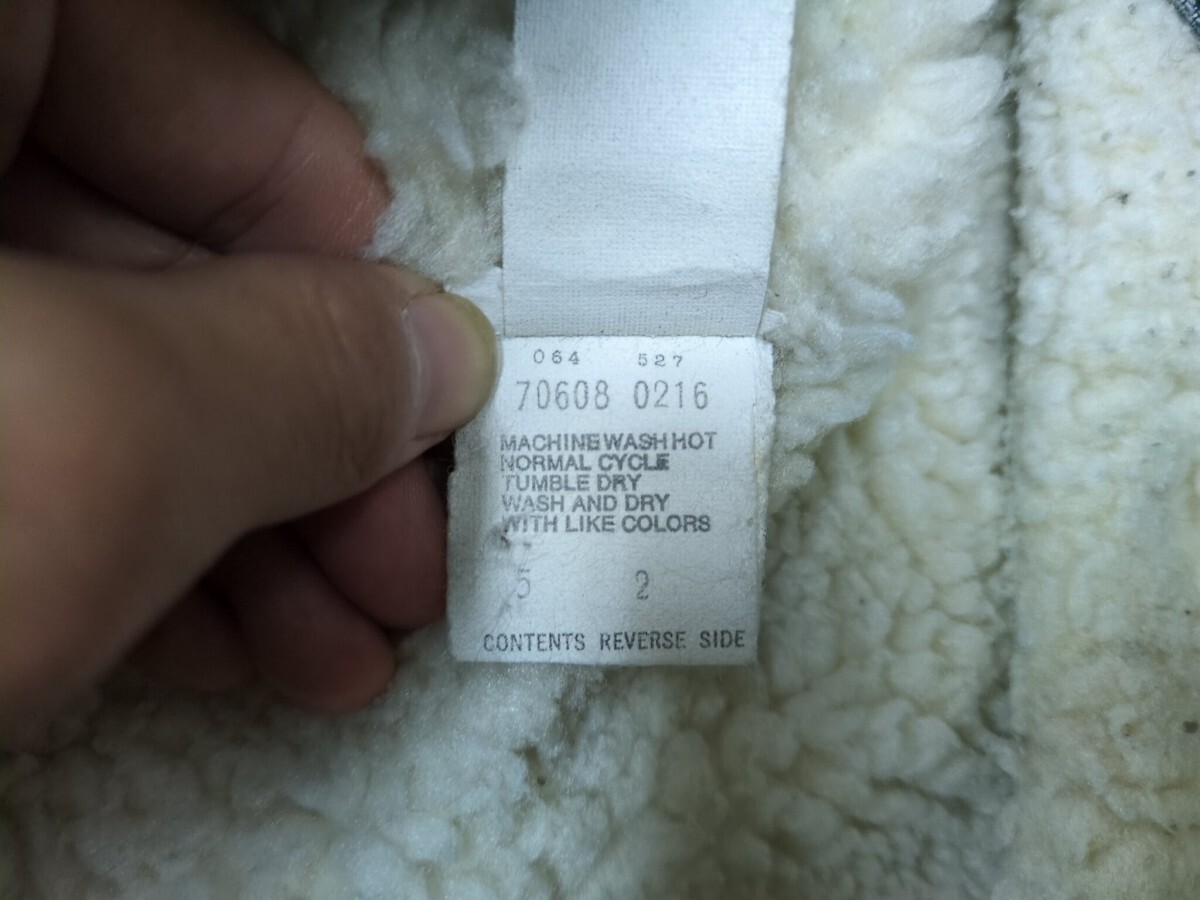 064 527
70608 0216
MACHINE WASH HOT
NORMAL CYCLE
TUMBLE DRY
WASH AND DRY
WITH LIKE COLORS
5 2
CONTENTS REVERSE SIDE